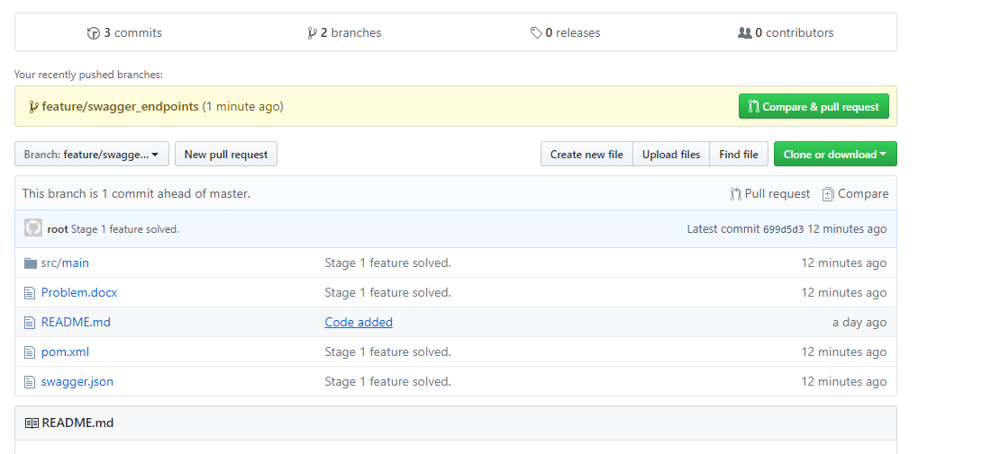 3 commits 2 branches 0 releases 0 contributors
Your recently pushed branches:
feature/swagger_endpoints (1 minute ago) Compare & pull request
Branch: feature/swagge... New pull request Create new file Upload files Find file Clone or download
This branch is 1 commit ahead of master. Pull request Compare
root Stage 1 feature solved. Latest commit 699d5d3 12 minutes ago
src/main Stage 1 feature solved. 12 minutes ago
Problem.docx Stage 1 feature solved. 12 minutes ago
README.md Code added a day ago
pom.xml Stage 1 feature solved. 12 minutes ago
swagger.json Stage 1 feature solved. 12 minutes ago
README.md